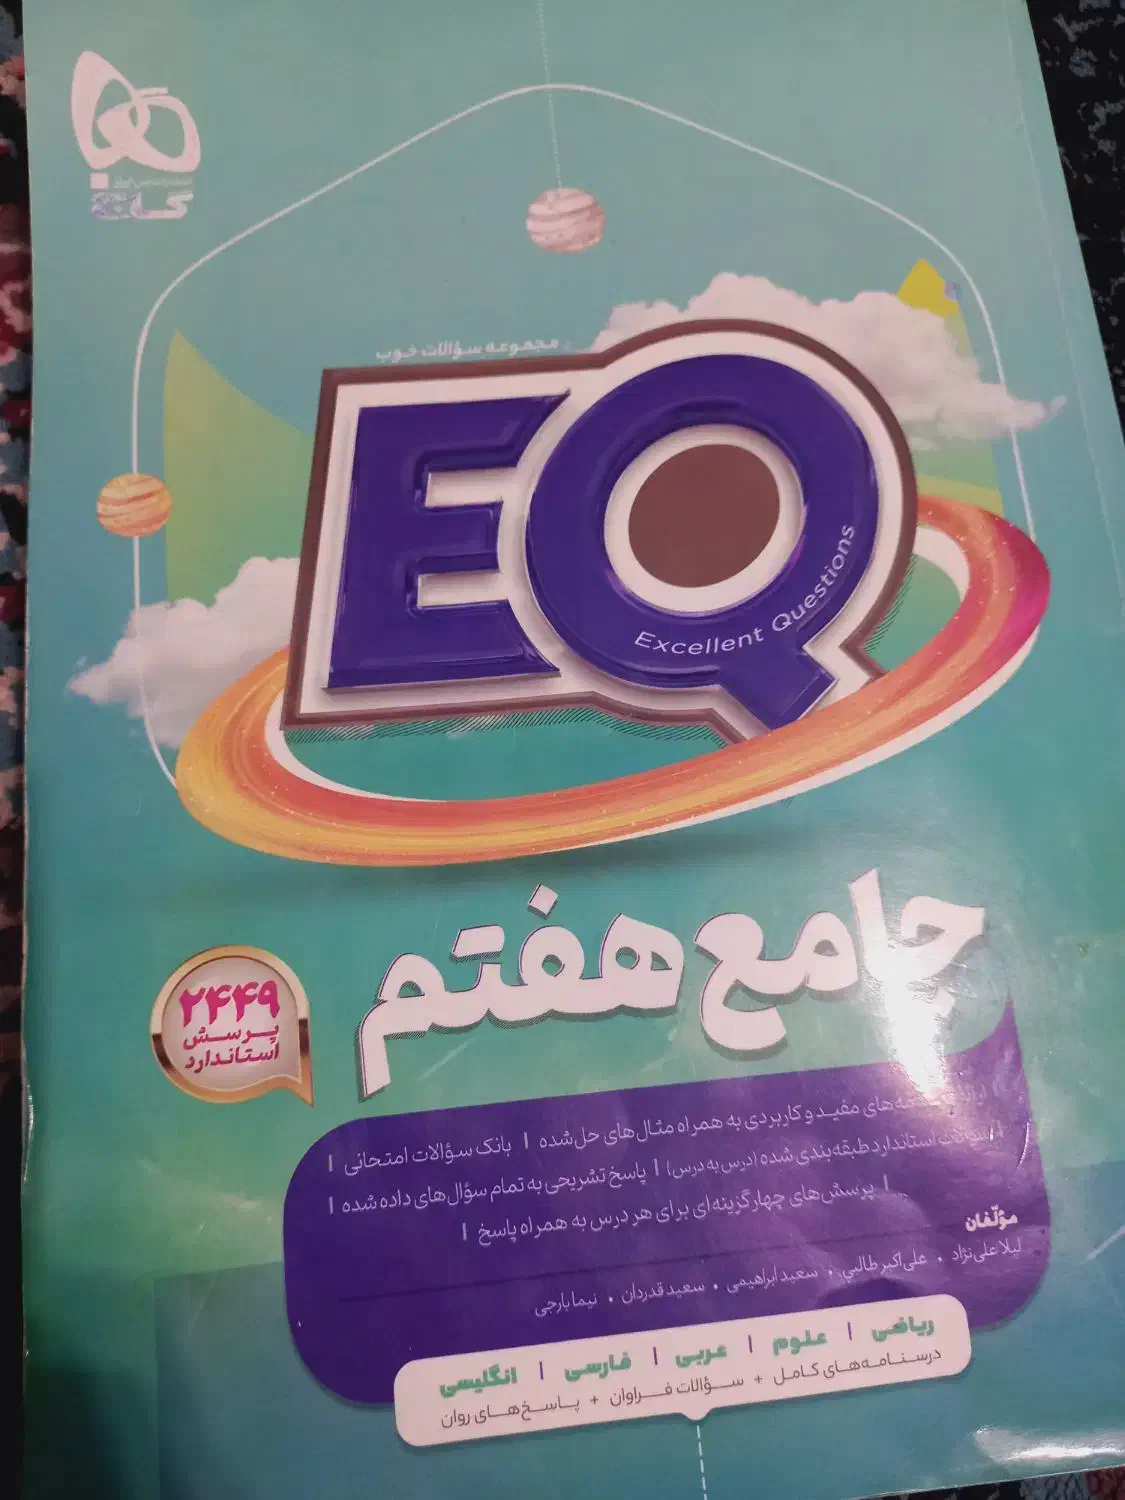 گاج
مجموعه سؤالات خوب
EQ
Excellent Questions
جامع هفتم
۲۴۴۹
پرسش
استاندارد
های مفید و کاربردی به همراه مثال‌های حل‌شده | بانک سؤالات امتحانی |
سؤالات استاندارد طبقه‌بندی شده (درس به درس) | پاسخ تشریحی به تمام سؤال‌های داده شده |
| پرسش‌های چهارگزینه‌ای برای هر درس به همراه پاسخ |
مؤلّفان
لیلا علی‌نژاد • علی‌اکبر طالبی • سعید ابراهیمی • سعید قدردان • نیما بارجی
ریاضی | علوم | عربی | فارسی | انگلیسی
درسنامه‌های کامل + سؤالات فراوان + پاسخ‌های روان